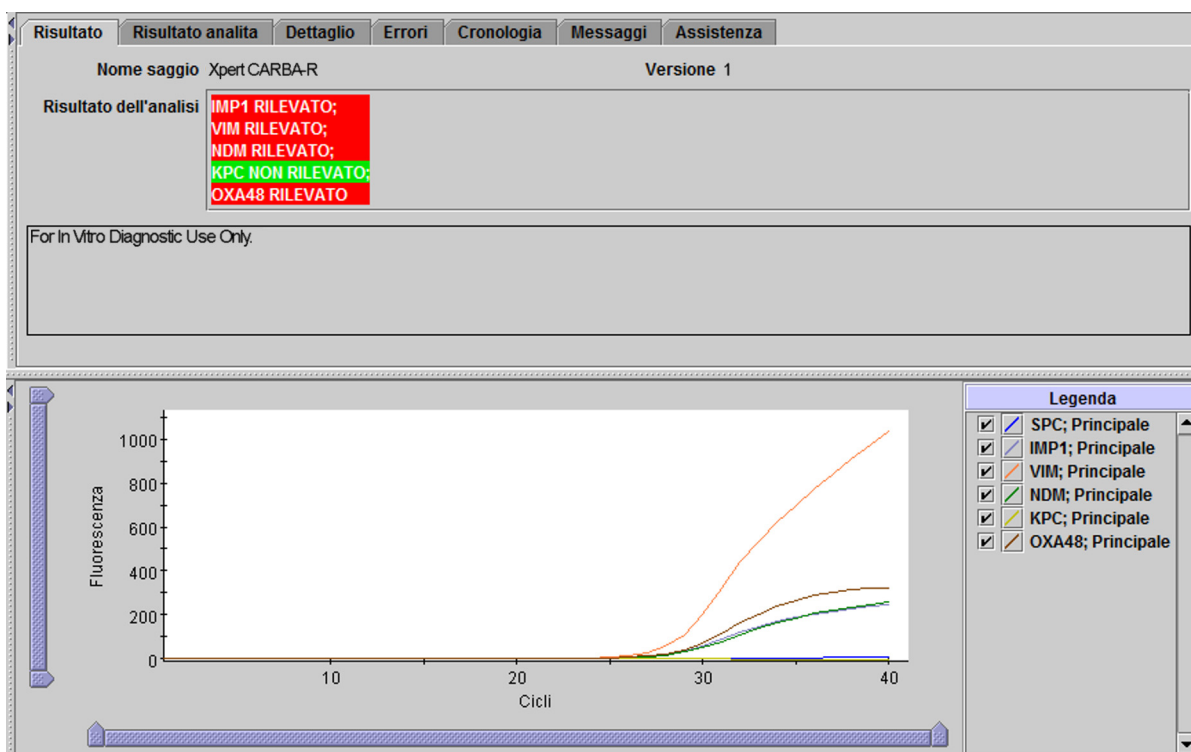 Risultato Risultato analita Dettaglio Errori Cronologia Messaggi Assistenza
Nome saggio Xpert CARBA-R Versione 1
Risultato dell'analisi IMP1 RILEVATO;
VIM RILEVATO;
NDM RILEVATO;
KPC NON RILEVATO;
OXA48 RILEVATO
For In Vitro Diagnostic Use Only.
Legenda
SPC; Principale
IMP1; Principale
VIM; Principale
NDM; Principale
KPC; Principale
OXA48; Principale
Fluorescenza
1000
800
600
400
200
0
10 20 30 40
Cicli